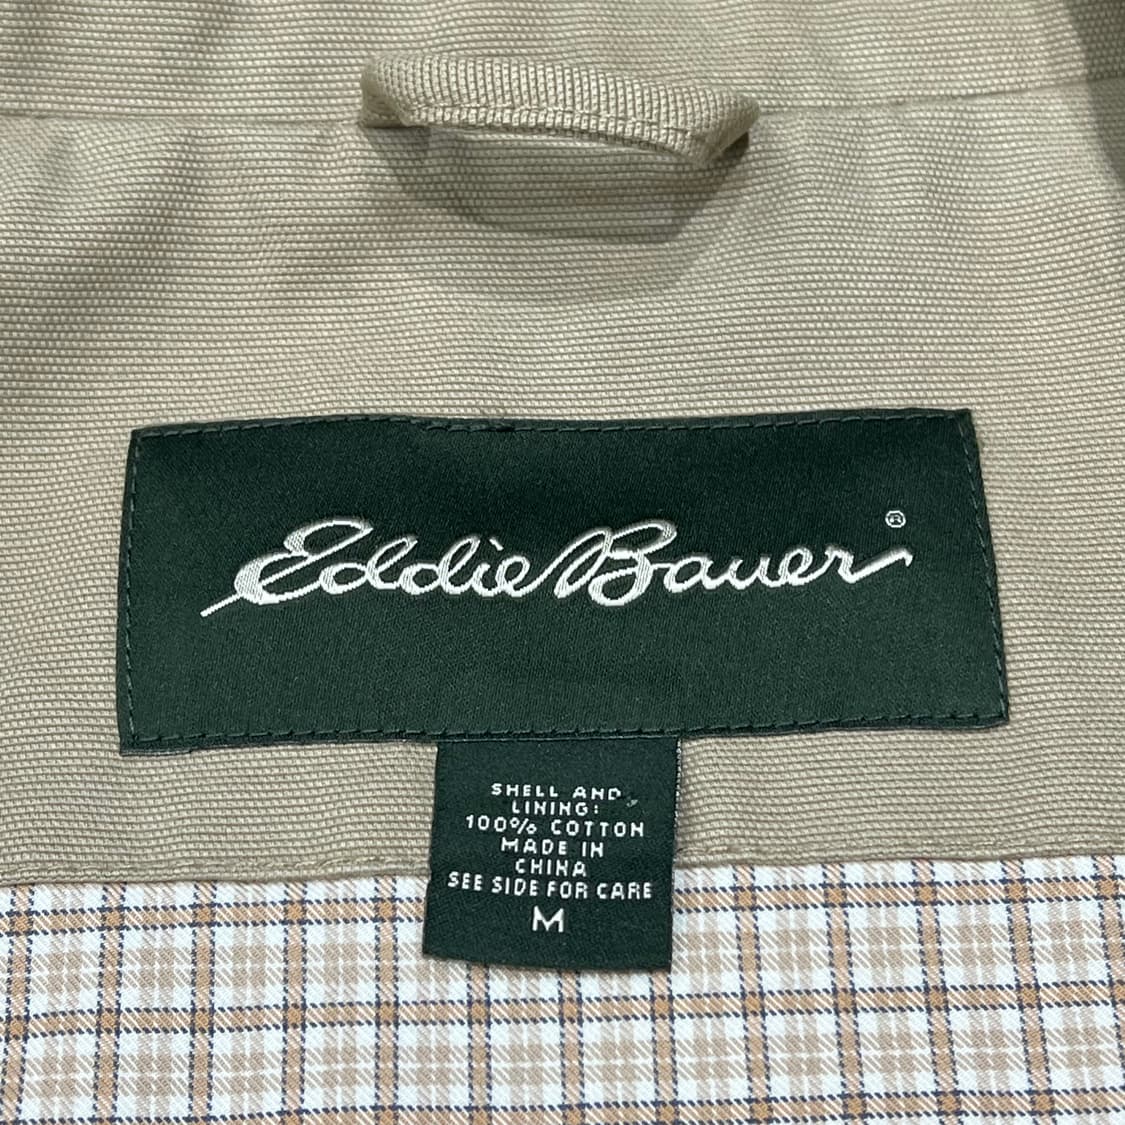 Eddie Bauer ®
SHELL AND
LINING:
100% COTTON
MADE IN
CHINA
SEE SIDE FOR CARE
M